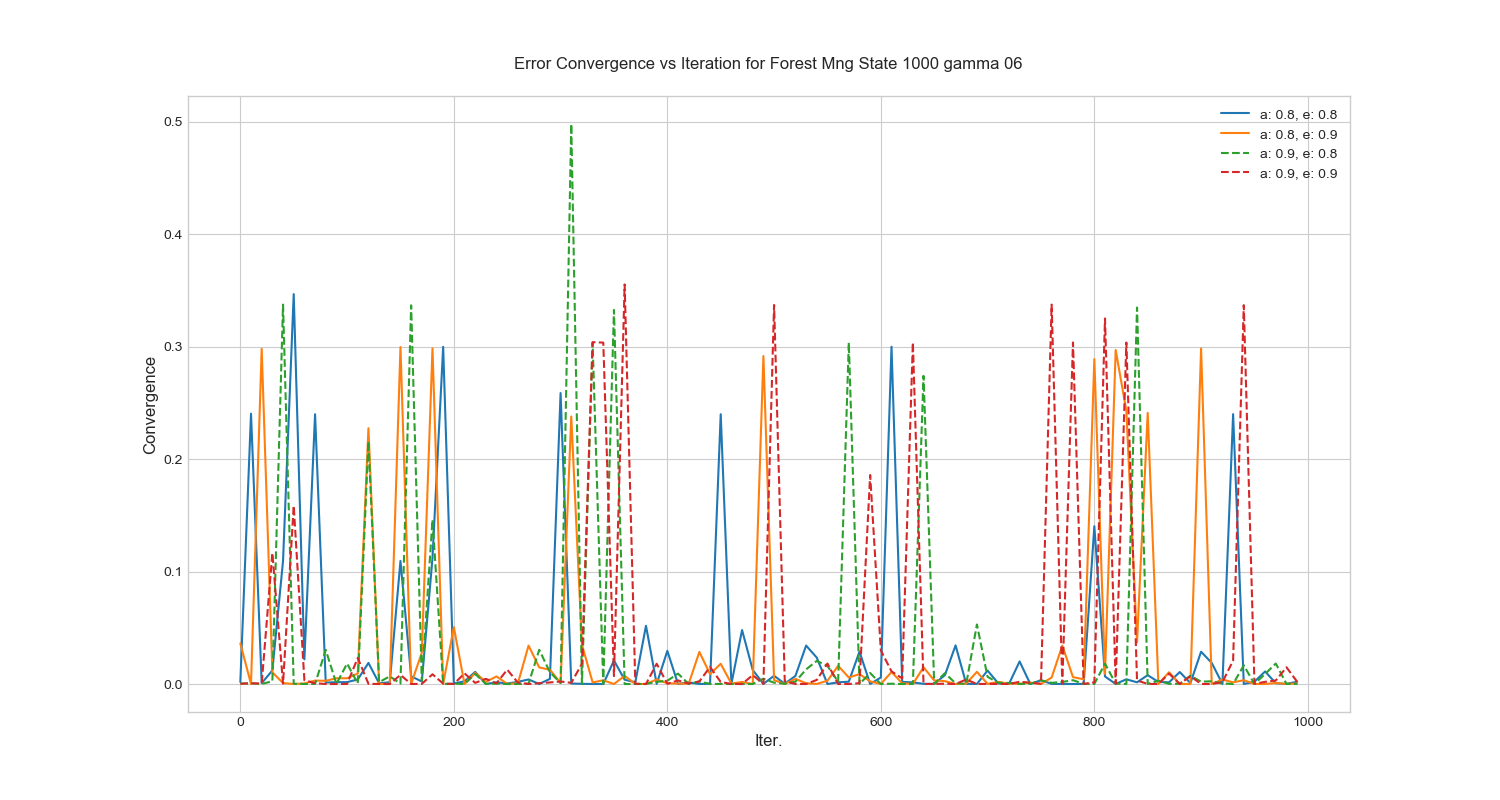 Error Convergence vs Iteration for Forest Mng State 1000 gamma 06
a: 0.8, e: 0.8
a: 0.8, e: 0.9
a: 0.9, e: 0.8
a: 0.9, e: 0.9
0.5
0.4
0.3
0.2
0.1
0.0
Convergence
0 200 400 600 800 1000
Iter.